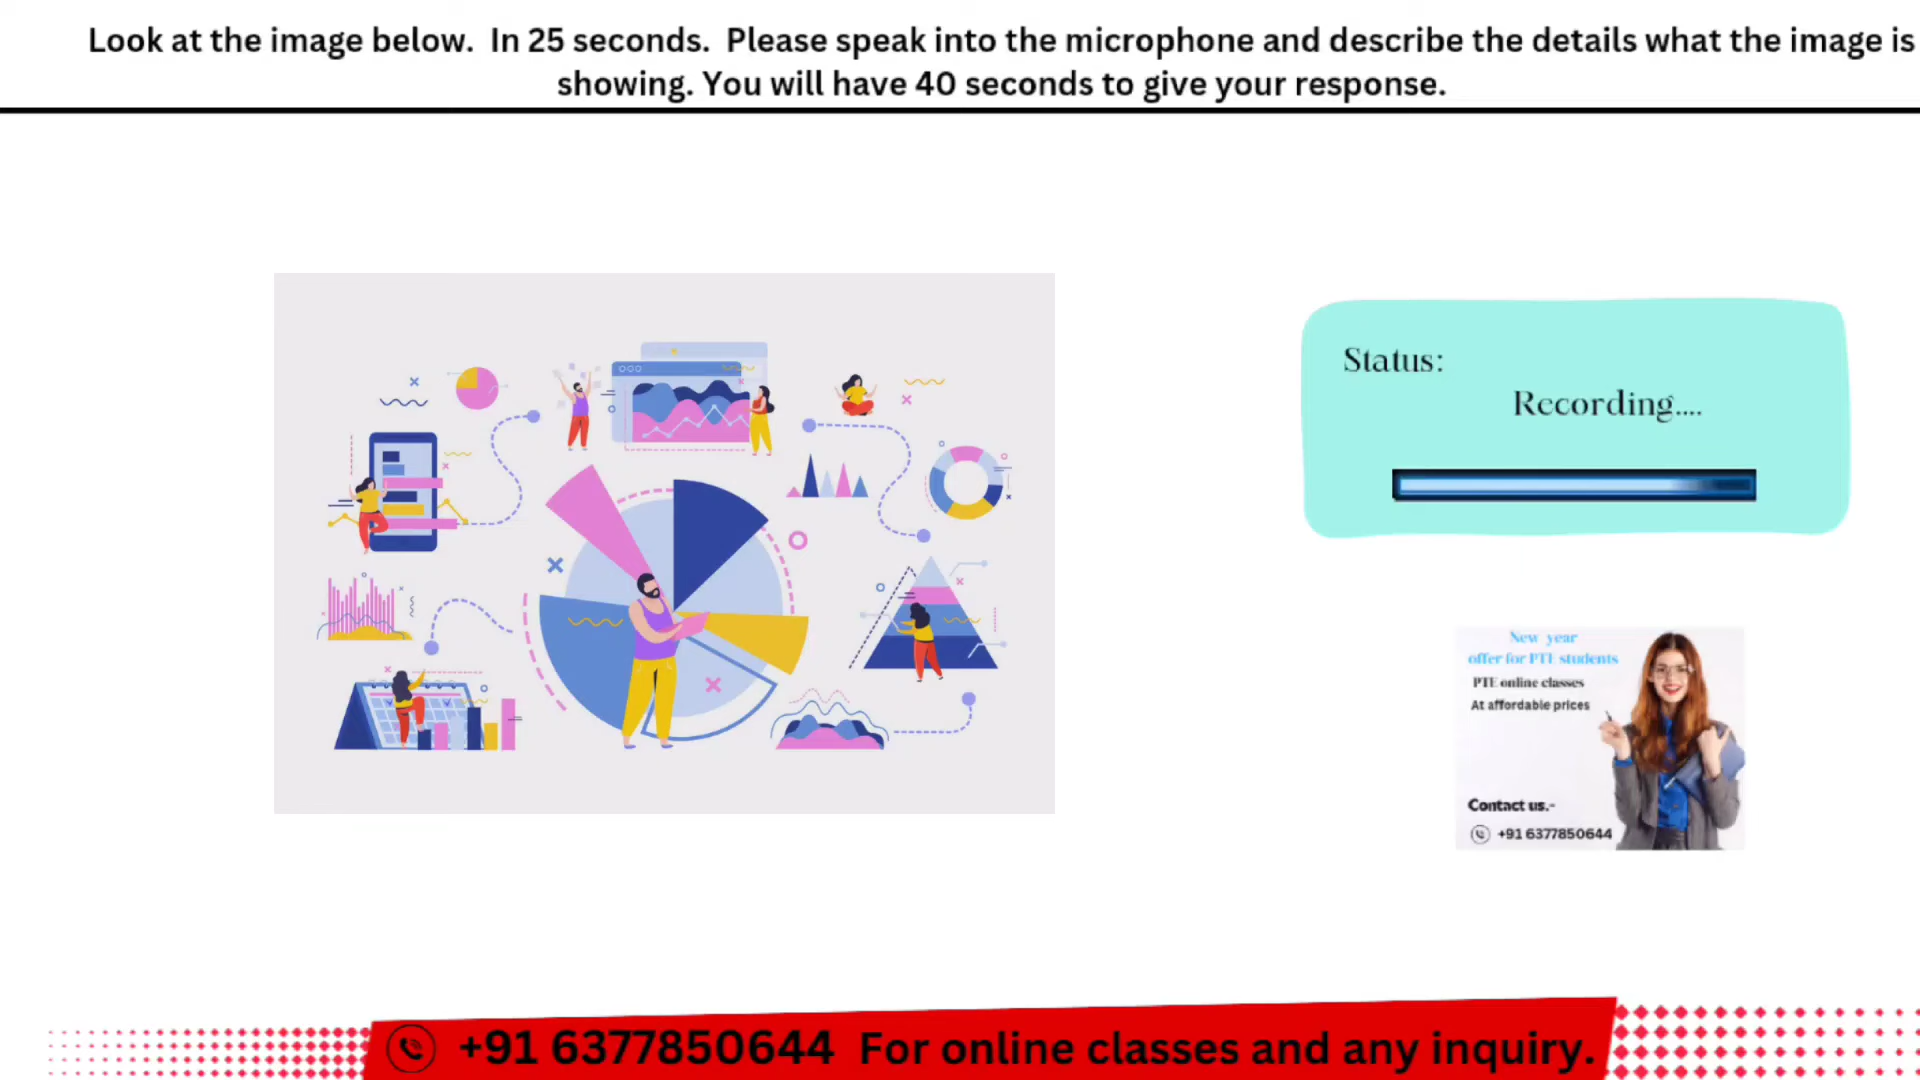 Look at the image below. In 25 seconds. Please speak into the microphone and describe the details what the image is
showing. You will have 40 seconds to give your response.
Status:
Recording....
New year
offer for PTE students
PTE online classes
At affordable prices
Contact us.-
+91 6377850644
+91 6377850644 For online classes and any inquiry.